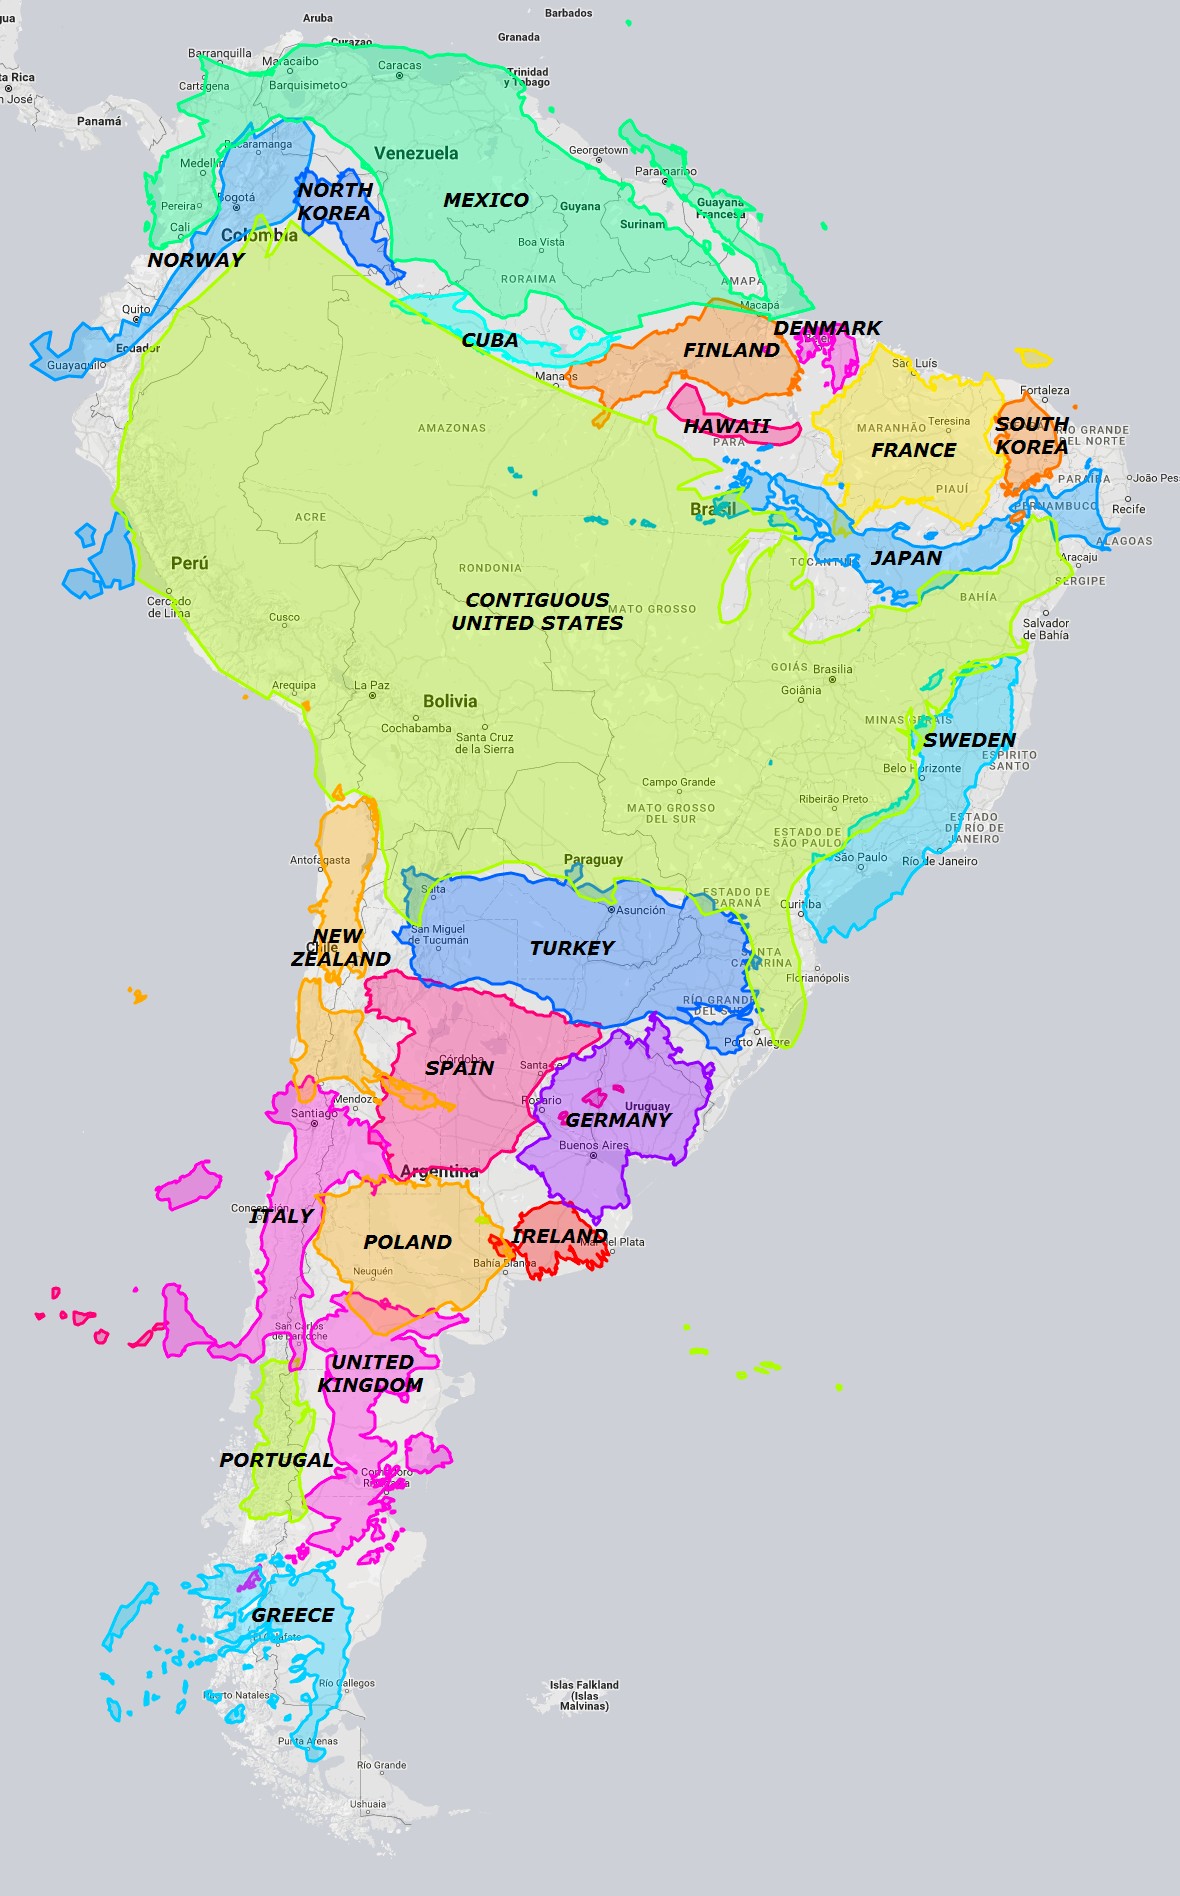 Barbados
Aruba
Granada
Curazao
gua
Barranquilla
Maracaibo
Caracas
Trinidad
y Tobago
ta Rica
Cartagena
Barquisimeto
n José
Panamá
Bucaramanga
Venezuela
Georgetown
Medellín
Paramaribo
NORTH
KOREA
MEXICO
Bogotá
Pereira
Guyana
Guayana
Francesa
Surinam
Cali
Colombia
Boa Vista
NORWAY
RORAIMA
AMAPÁ
Quito
Macapá
DENMARK
Ecuador
CUBA
FINLAND
Belém
Guayaquil
São Luís
Manaos
Fortaleza
HAWAII
PARÁ
AMAZONAS
MARANHÃO
Teresina
SOUTH
KOREA
CEARÁ
RIO GRANDE
DEL NORTE
FRANCE
PIAUÍ
PARAÍBA
João Pes
Brasil
PERNAMBUCO
Recife
ACRE
ALAGOAS
Perú
RONDONIA
TOCANTINS
JAPAN
Aracaju
SERGIPE
Cercado
de Lima
CONTIGUOUS
UNITED STATES
MATO GROSSO
BAHÍA
Cusco
Salvador
de Bahía
GOIÁS
Brasilia
Arequipa
La Paz
Goiânia
Bolivia
Cochabamba
Santa Cruz
de la Sierra
MINAS GERAIS
SWEDEN
ESPÍRITO
SANTO
Belo Horizonte
Campo Grande
MATO GROSSO
DEL SUR
Ribeirão Preto
ESTADO DE
SÃO PAULO
ESTADO
DE RÍO DE
JANEIRO
Antofagasta
Paraguay
São Paulo
Río de Janeiro
Salta
ESTADO DE
PARANÁ
Curitiba
Asunción
San Miguel
de Tucumán
NEW
ZEALAND
Chile
TURKEY
SANTA
CATARINA
Florianópolis
RÍO GRANDE
DEL SUR
Porto Alegre
Córdoba
SPAIN
Santa Fe
Mendoza
Rosario
Uruguay
Santiago
GERMANY
Buenos Aires
Argentina
Concepción
ITALY
POLAND
IRELAND
Mar del Plata
Neuquén
Bahía Blanca
San Carlos
de Bariloche
UNITED
KINGDOM
PORTUGAL
Comodoro
Rivadavia
GREECE
El Calafate
Río Gallegos
Islas Falkland
(Islas
Malvinas)
Puerto Natales
Punta Arenas
Río Grande
Ushuaia